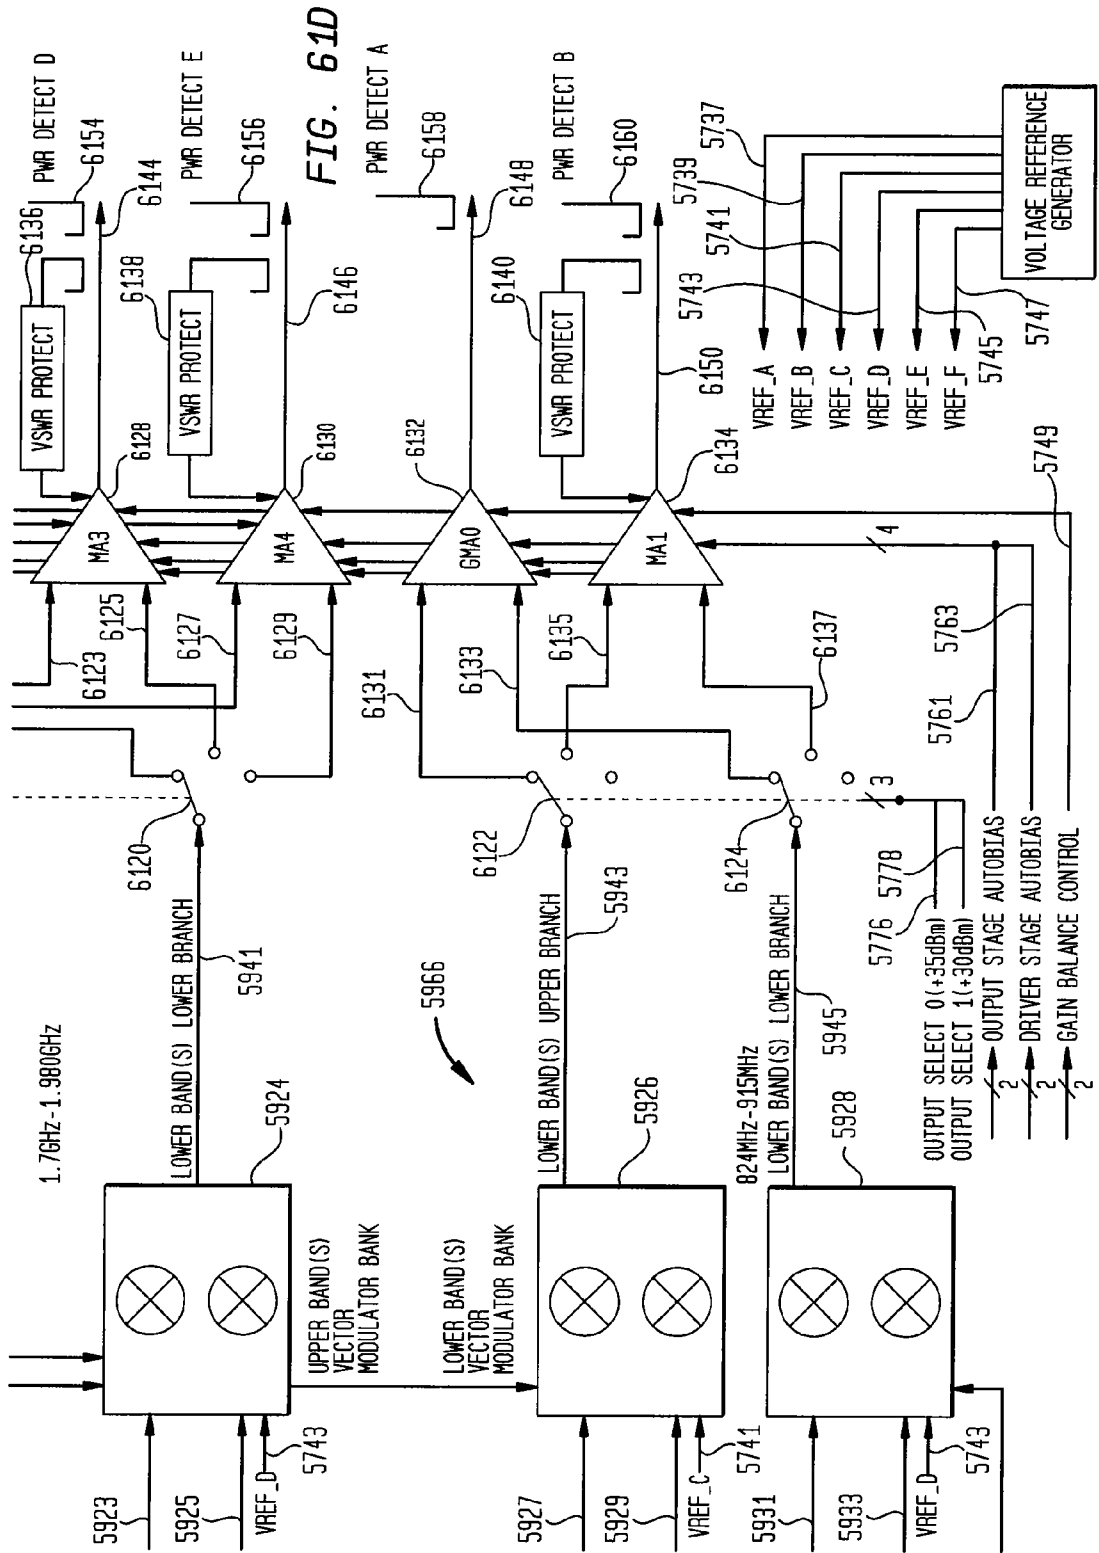 1.7GHz-1.980GHz
5923
5925
VREF_D
5743
5924
LOWER BAND(S) LOWER BRANCH
5941
6120
6123
6125
6127
6129
MA3
6128
VSWR PROTECT
6136
PWR DETECT D
6154
6144
MA4
6130
VSWR PROTECT
6138
PWR DETECT E
6156
6146
FIG. 61D
UPPER BAND(S)
VECTOR
MODULATOR BANK
LOWER BAND(S)
VECTOR
MODULATOR BANK
5966
5927
5929
VREF_C
5741
5926
LOWER BAND(S) UPPER BRANCH
5943
6122
6131
6133
6135
GMA0
6132
PWR DETECT A
6158
6148
MA1
6134
VSWR PROTECT
6140
PWR DETECT B
6160
6150
824MHz-915MHz
LOWER BAND(S) LOWER BRANCH
5931
5933
VREF_D
5743
5928
5945
6124
6137
3
4
OUTPUT SELECT 0(+35dBm)
OUTPUT SELECT 1(+30dBm)
5776
5778
2
OUTPUT STAGE AUTOBIAS
5761
2
DRIVER STAGE AUTOBIAS
5763
2
GAIN BALANCE CONTROL
5749
VREF_A
VREF_B
VREF_C
VREF_D
VREF_E
VREF_F
5737
5739
5741
5743
5745
5747
VOLTAGE REFERENCE
GENERATOR